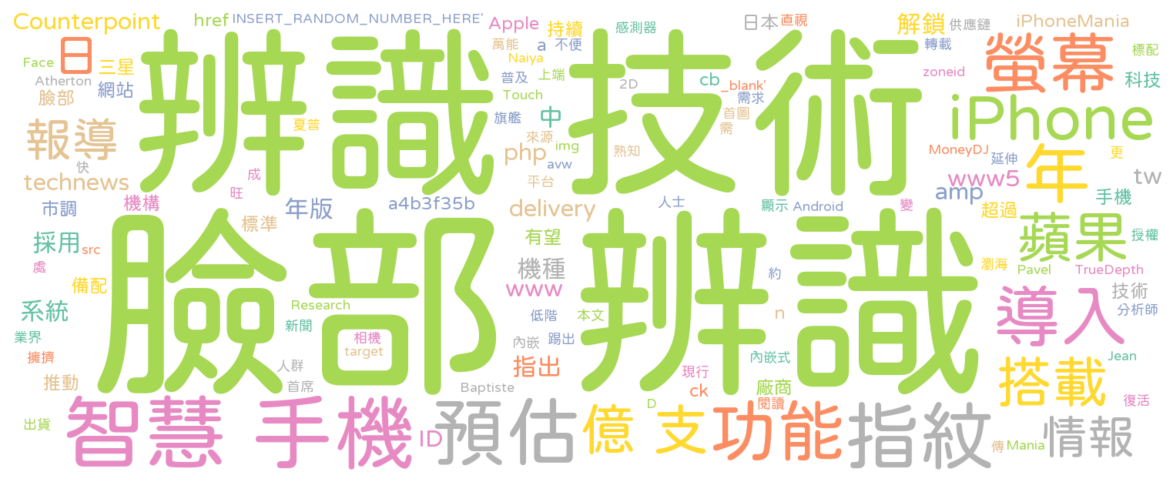 Counterpoint
href
INSERT_RANDOM_NUMBER_HERE'
Apple
持續
感測器
日本
直視
解鎖
供應鏈
iPhoneMania
萬能
a
不便
轉載
標配
Face
日
三星
Naiya
螢幕
Atherton
網站
辨識技術
普及
上端
2D
cb
_blank'
zoneid
科技
臉部
Touch
需求
iPhone
報導
夏普
旗艦
中
首圖
需
來源
img
熟知
MoneyDJ
延伸
更
快
php
avw
technews
成
平台
www5
年
tw
旺
amp
手機
市調
機構
年版
a4b3f35b
delivery
人士
顯示
Android
變
超過
標準
蘋果
授權
採用
src
有望
處
機種
瀏海
Pavel
TrueDepth
備配
www
約
導入
技術
系統
Research
臉部辨識
低階
本文
n
分析師
新聞
業界
相機
內嵌
踢出
擁擠
target
內嵌式
Jean
人群
指出
搭載
推動
首席
Baptiste
現行
廠商
ck
復活
D
閱讀
智慧
手機
ID
預估
億
支
功能
指紋
情報
出貨
傳
Mania